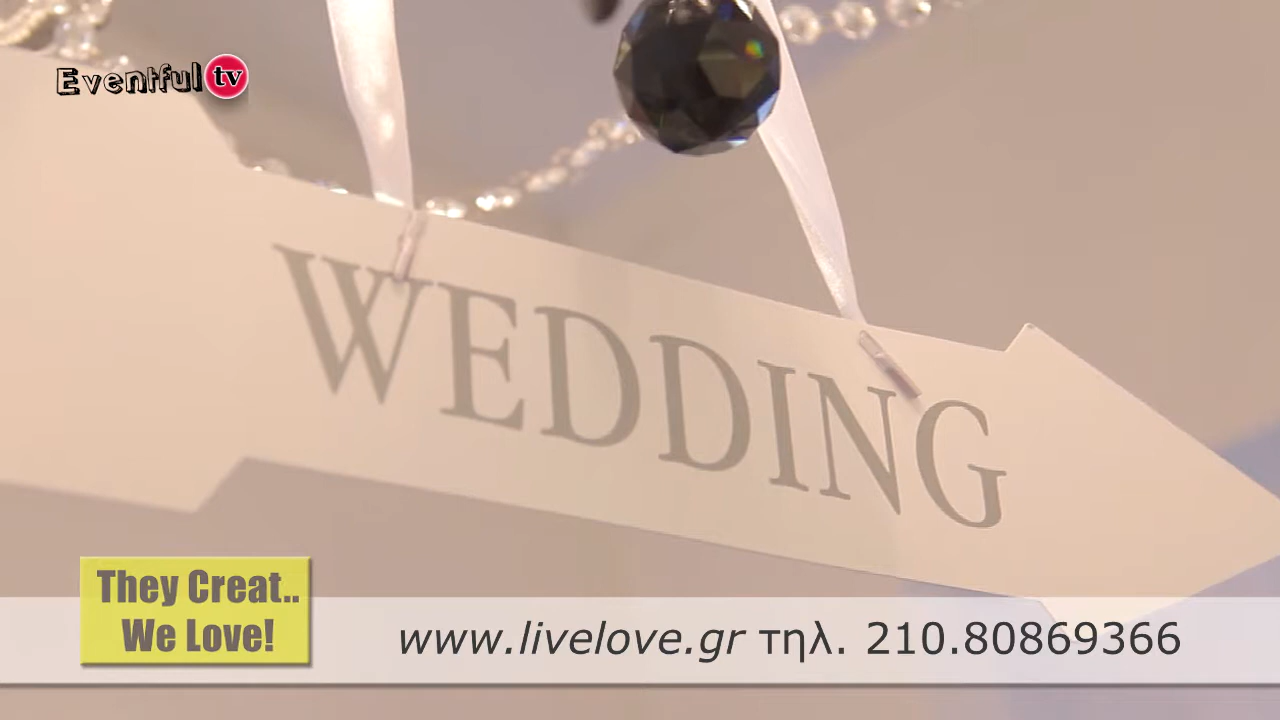 Eventful tv
WEDDING
They Creat..
We Love!
www.livelove.gr τηλ. 210.80869366